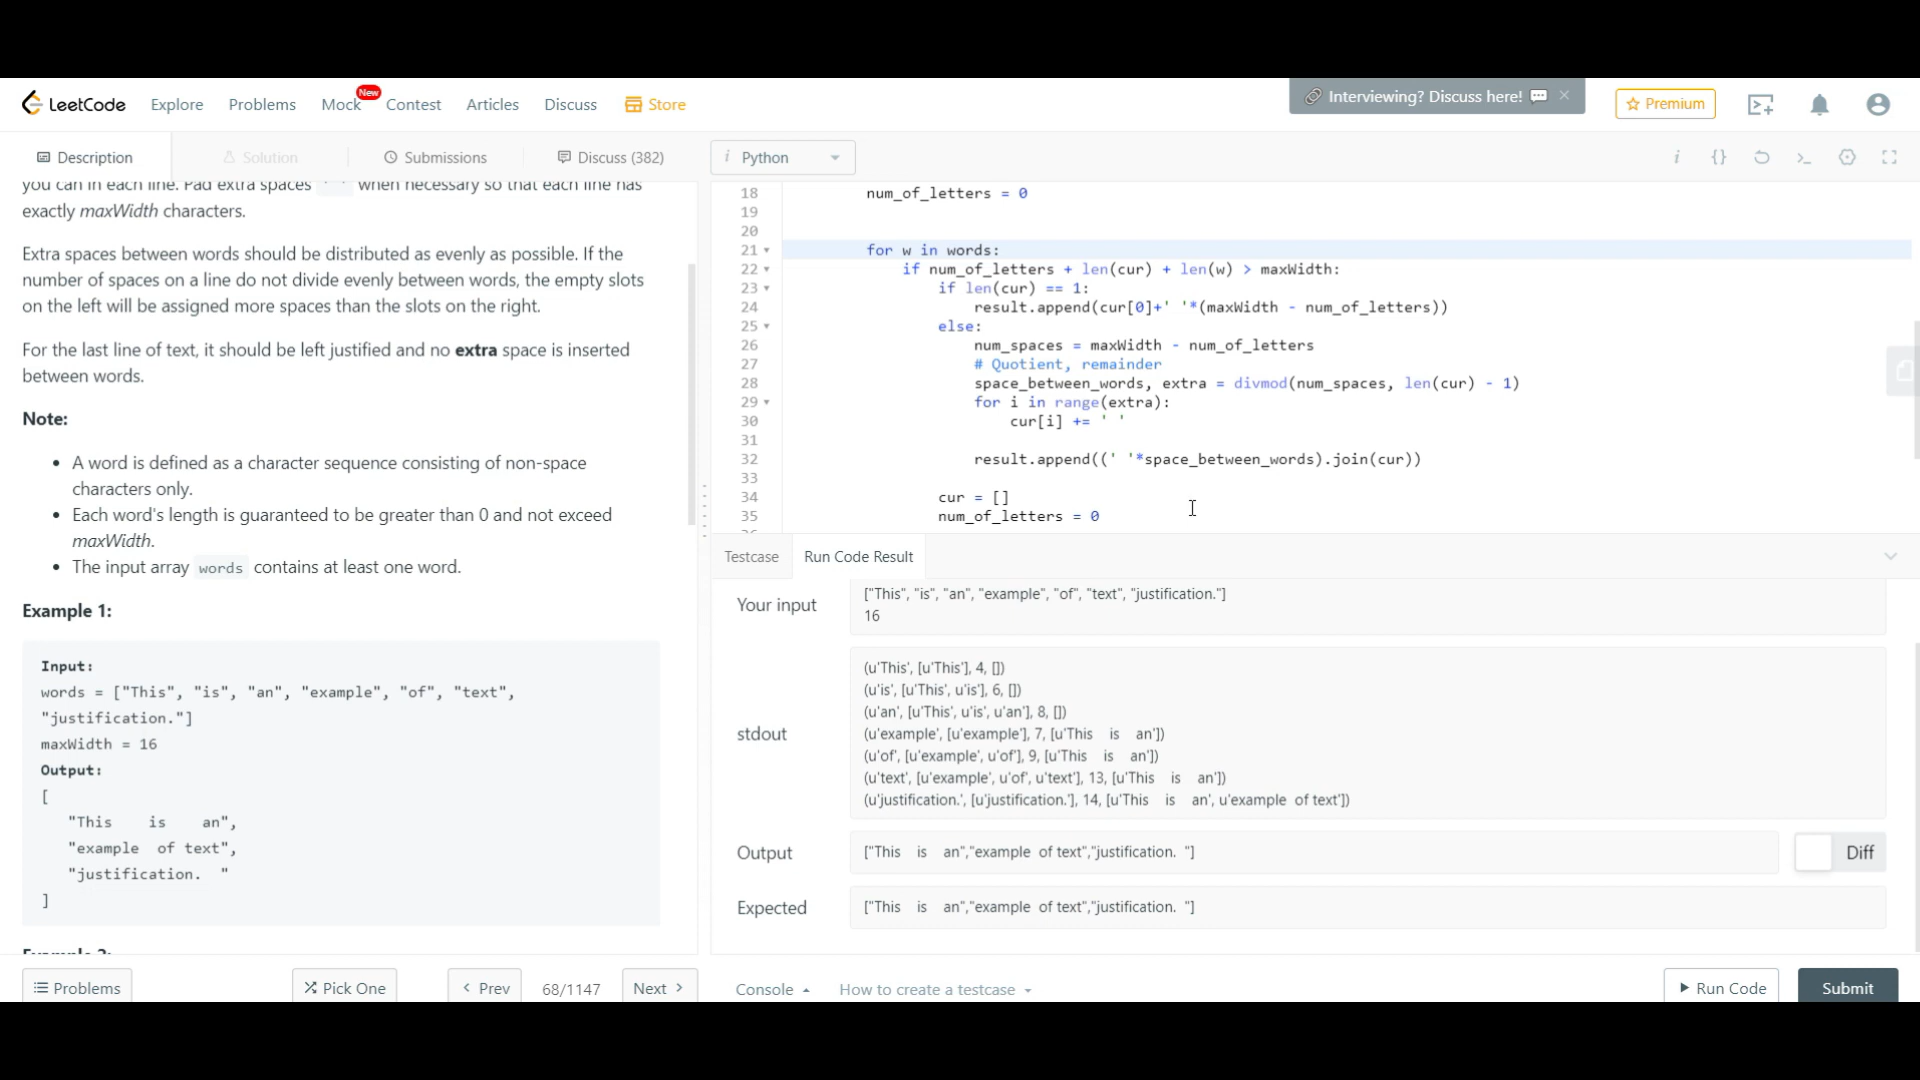 LeetCode Explore Problems Mock New Contest Articles Discuss Store Interviewing? Discuss here! Premium
Description Solution Submissions Discuss (382)
you can in each line. Pad extra spaces ' ' when necessary so that each line has
exactly maxWidth characters.
Extra spaces between words should be distributed as evenly as possible. If the
number of spaces on a line do not divide evenly between words, the empty slots
on the left will be assigned more spaces than the slots on the right.
For the last line of text, it should be left justified and no extra space is inserted
between words.
Note:
• A word is defined as a character sequence consisting of non-space
characters only.
• Each word's length is guaranteed to be greater than 0 and not exceed
maxWidth.
• The input array words contains at least one word.
Example 1:
Input:
words = ["This", "is", "an", "example", "of", "text",
"justification."]
maxWidth = 16
Output:
[
"This    is    an",
"example  of text",
"justification.  "
]
Example 2:
Problems Pick One Prev 68/1147 Next
i Python
18 num_of_letters = 0
19
20
21 for w in words:
22 if num_of_letters + len(cur) + len(w) > maxWidth:
23 if len(cur) == 1:
24 result.append(cur[0]+' '*(maxWidth - num_of_letters))
25 else:
26 num_spaces = maxWidth - num_of_letters
27 # Quotient, remainder
28 space_between_words, extra = divmod(num_spaces, len(cur) - 1)
29 for i in range(extra):
30 cur[i] += ' '
31
32 result.append((' '*space_between_words).join(cur))
33
34 cur = []
35 num_of_letters = 0
Testcase Run Code Result
Your input
["This", "is", "an", "example", "of", "text", "justification."]
16
stdout
(u'This', [u'This'], 4, [])
(u'is', [u'This', u'is'], 6, [])
(u'an', [u'This', u'is', u'an'], 8, [])
(u'example', [u'example'], 7, [u'This    is    an'])
(u'of', [u'example', u'of'], 9, [u'This    is    an'])
(u'text', [u'example', u'of', u'text'], 13, [u'This    is    an'])
(u'justification.', [u'justification.'], 14, [u'This    is    an', u'example  of text'])
Output ["This    is    an","example  of text","justification.  "] Diff
Expected ["This    is    an","example  of text","justification.  "]
Console How to create a testcase Run Code Submit